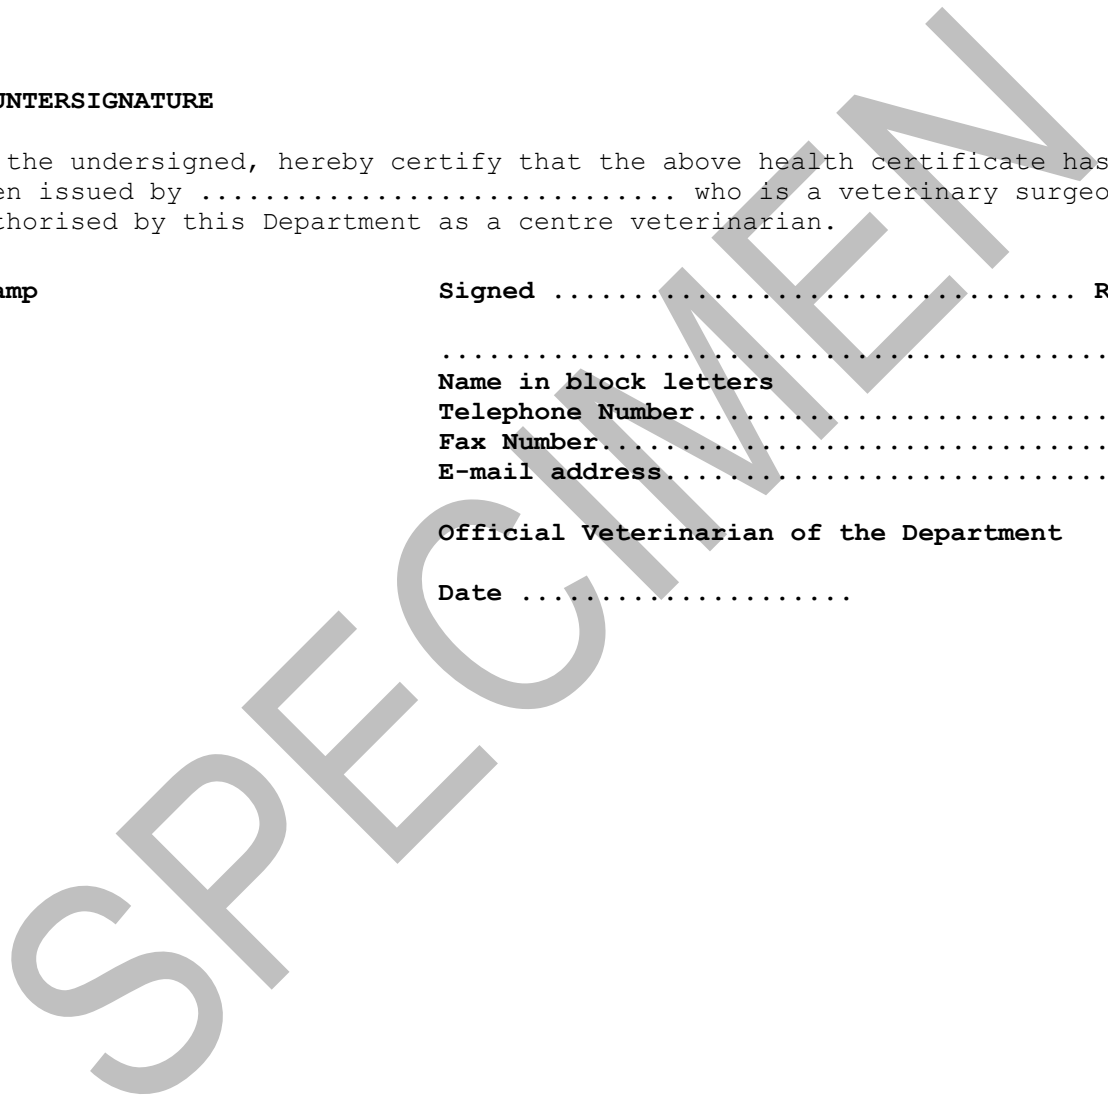 UNTERSIGNATURE
the undersigned, hereby certify that the above health certificate has
en issued by .............................. who is a veterinary surgeo
thorised by this Department as a centre veterinarian.
amp Signed ................................. R
..........................................
Name in block letters
Telephone Number..........................
Fax Number................................
E-mail address............................
Official Veterinarian of the Department
Date .....................
SPECIMEN